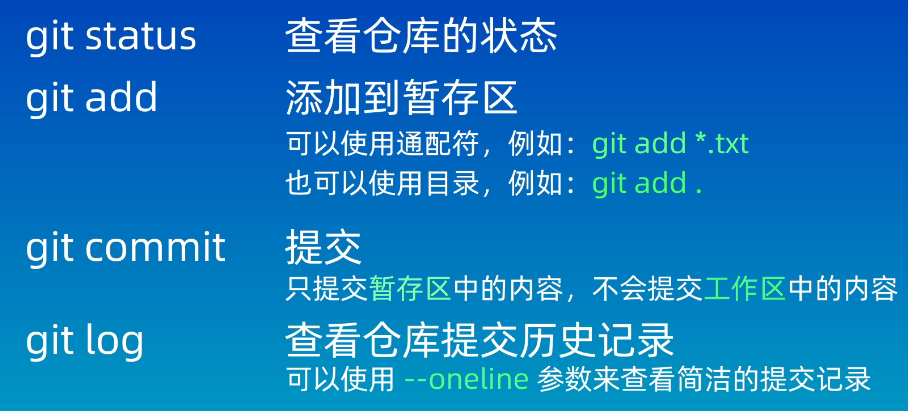 git status 查看仓库的状态
git add 添加到暂存区
可以使用通配符，例如：git add *.txt
也可以使用目录，例如：git add .
git commit 提交
只提交暂存区中的内容，不会提交工作区中的内容
git log 查看仓库提交历史记录
可以使用 --oneline 参数来查看简洁的提交记录